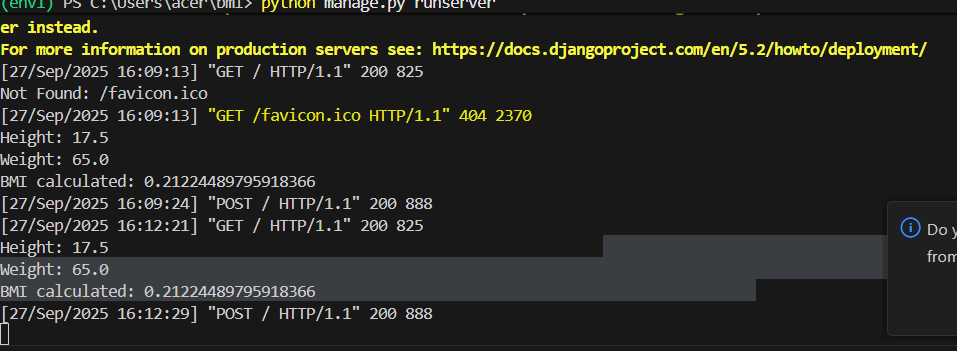 (env1) PS C:\Users\acer\bmi> python manage.py runserver
er instead.
For more information on production servers see: https://docs.djangoproject.com/en/5.2/howto/deployment/
[27/Sep/2025 16:09:13] "GET / HTTP/1.1" 200 825
Not Found: /favicon.ico
[27/Sep/2025 16:09:13] "GET /favicon.ico HTTP/1.1" 404 2370
Height: 17.5
Weight: 65.0
BMI calculated: 0.21224489795918366
[27/Sep/2025 16:09:24] "POST / HTTP/1.1" 200 888
[27/Sep/2025 16:12:21] "GET / HTTP/1.1" 200 825
Height: 17.5
Weight: 65.0
BMI calculated: 0.21224489795918366
[27/Sep/2025 16:12:29] "POST / HTTP/1.1" 200 888
Do y
from